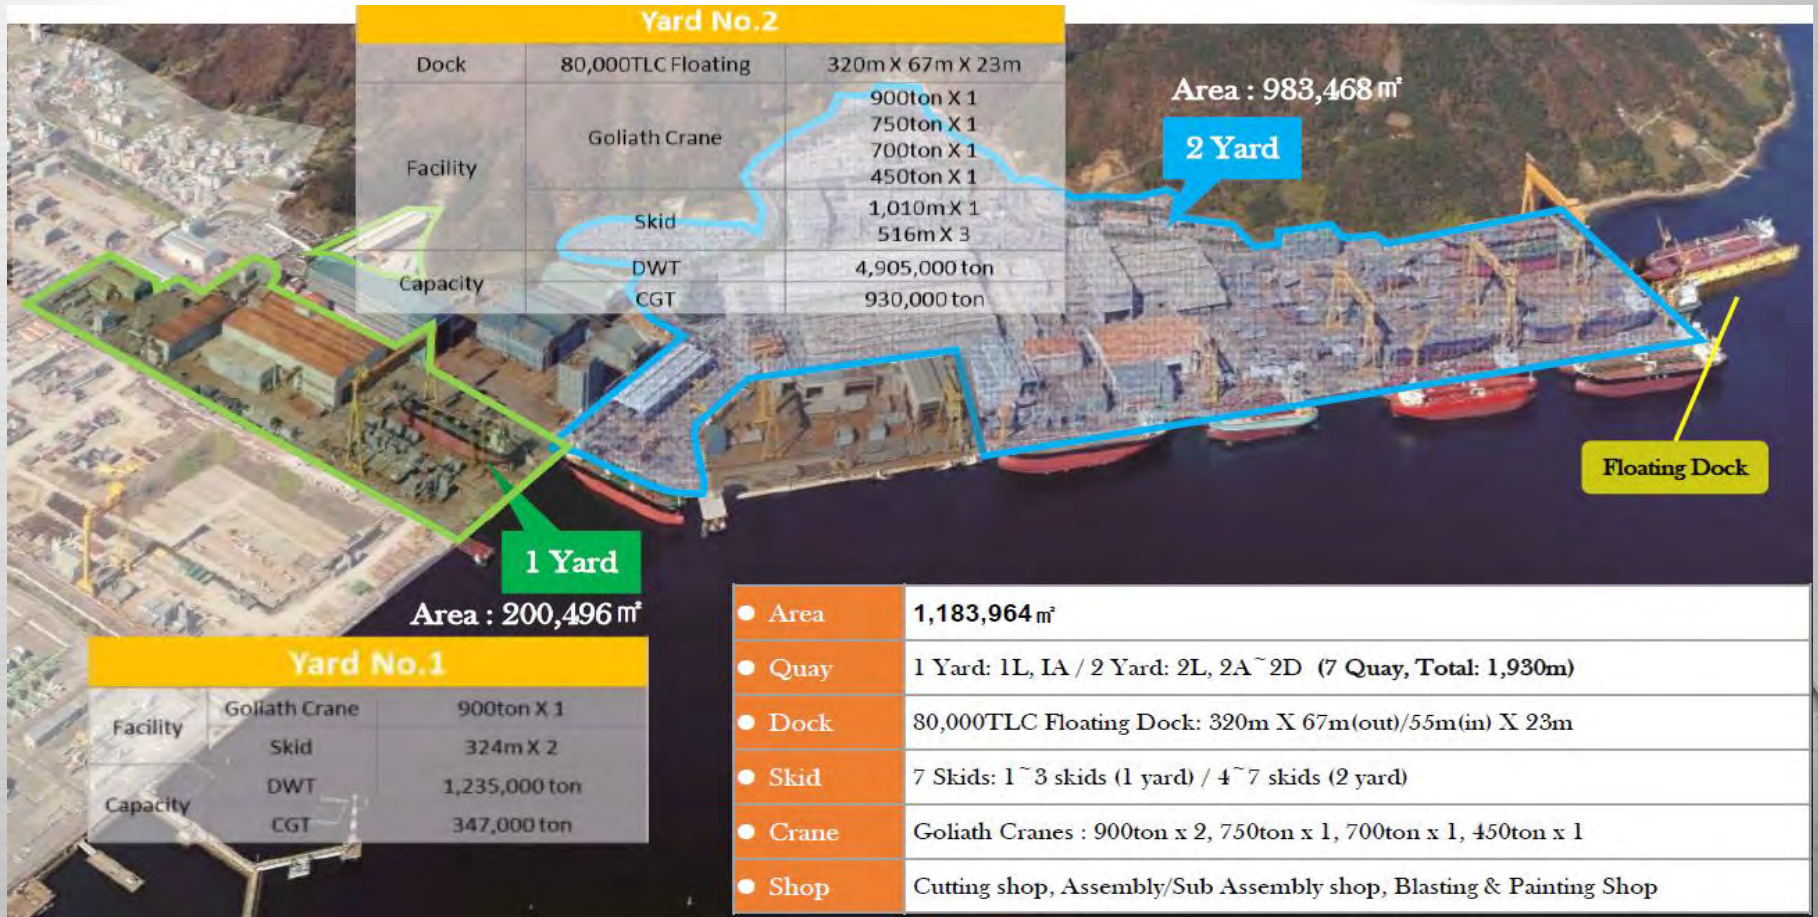 Yard No.2
Dock 80,000TLC Floating 320m X 67m X 23m
Facility Goliath Crane 900ton X 1
750ton X 1
700ton X 1
450ton X 1
Skid 1,010m X 1
516m X 3
Capacity DWT 4,905,000 ton
CGT 930,000 ton
Area : 983,468㎡
2 Yard
Floating Dock
1 Yard
Area : 200,496㎡
Yard No.1
Facility Goliath Crane 900ton X 1
Skid 324m X 2
Capacity DWT 1,235,000 ton
CGT 347,000 ton
● Area 1,183,964㎡
● Quay 1 Yard: 1L, IA / 2 Yard: 2L, 2A~2D (7 Quay, Total: 1,930m)
● Dock 80,000TLC Floating Dock: 320m X 67m(out)/55m(in) X 23m
● Skid 7 Skids: 1~3 skids (1 yard) / 4~7 skids (2 yard)
● Crane Goliath Cranes : 900ton x 2, 750ton x 1, 700ton x 1, 450ton x 1
● Shop Cutting shop, Assembly/Sub Assembly shop, Blasting & Painting Shop